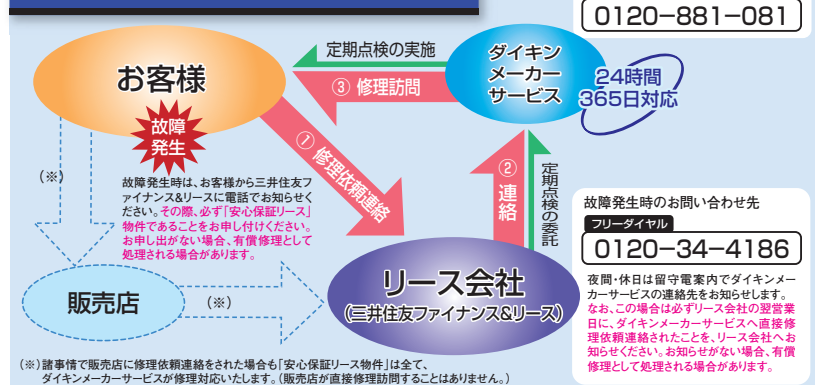 0120−881−081
定期点検の実施
③ 修理訪問
お客様
ダイキン
メーカー
サービス
24時間
365日対応
故障
発生
① 修理依頼連絡
② 連絡
定期点検の委託
（※）
故障発生時は、お客様から三井住友フ
ァイナンス&リースに電話でお知らせく
ださい。その際、必ず「安心保証リース」
物件であることをお申し付けください。
お申し出がない場合、有償修理として
処理される場合があります。
販売店
（※）
リース会社
（三井住友ファイナンス&リース）
故障発生時のお問い合わせ先
フリーダイヤル
0120−34−4186
夜間・休日は留守電案内でダイキンメー
カーサービスの連絡先をお知らせします。
なお、この場合は必ずリース会社の翌営業
日に、ダイキンメーカーサービスへ直接修
理依頼連絡されたことを、リース会社へお
知らせください。お知らせがない場合、有償
修理として処理される場合があります。
（※）諸事情で販売店に修理依頼連絡をされた場合も「安心保証リース物件」は全て、
ダイキンメーカーサービスが修理対応いたします。（販売店が直接修理訪問することはありません。）